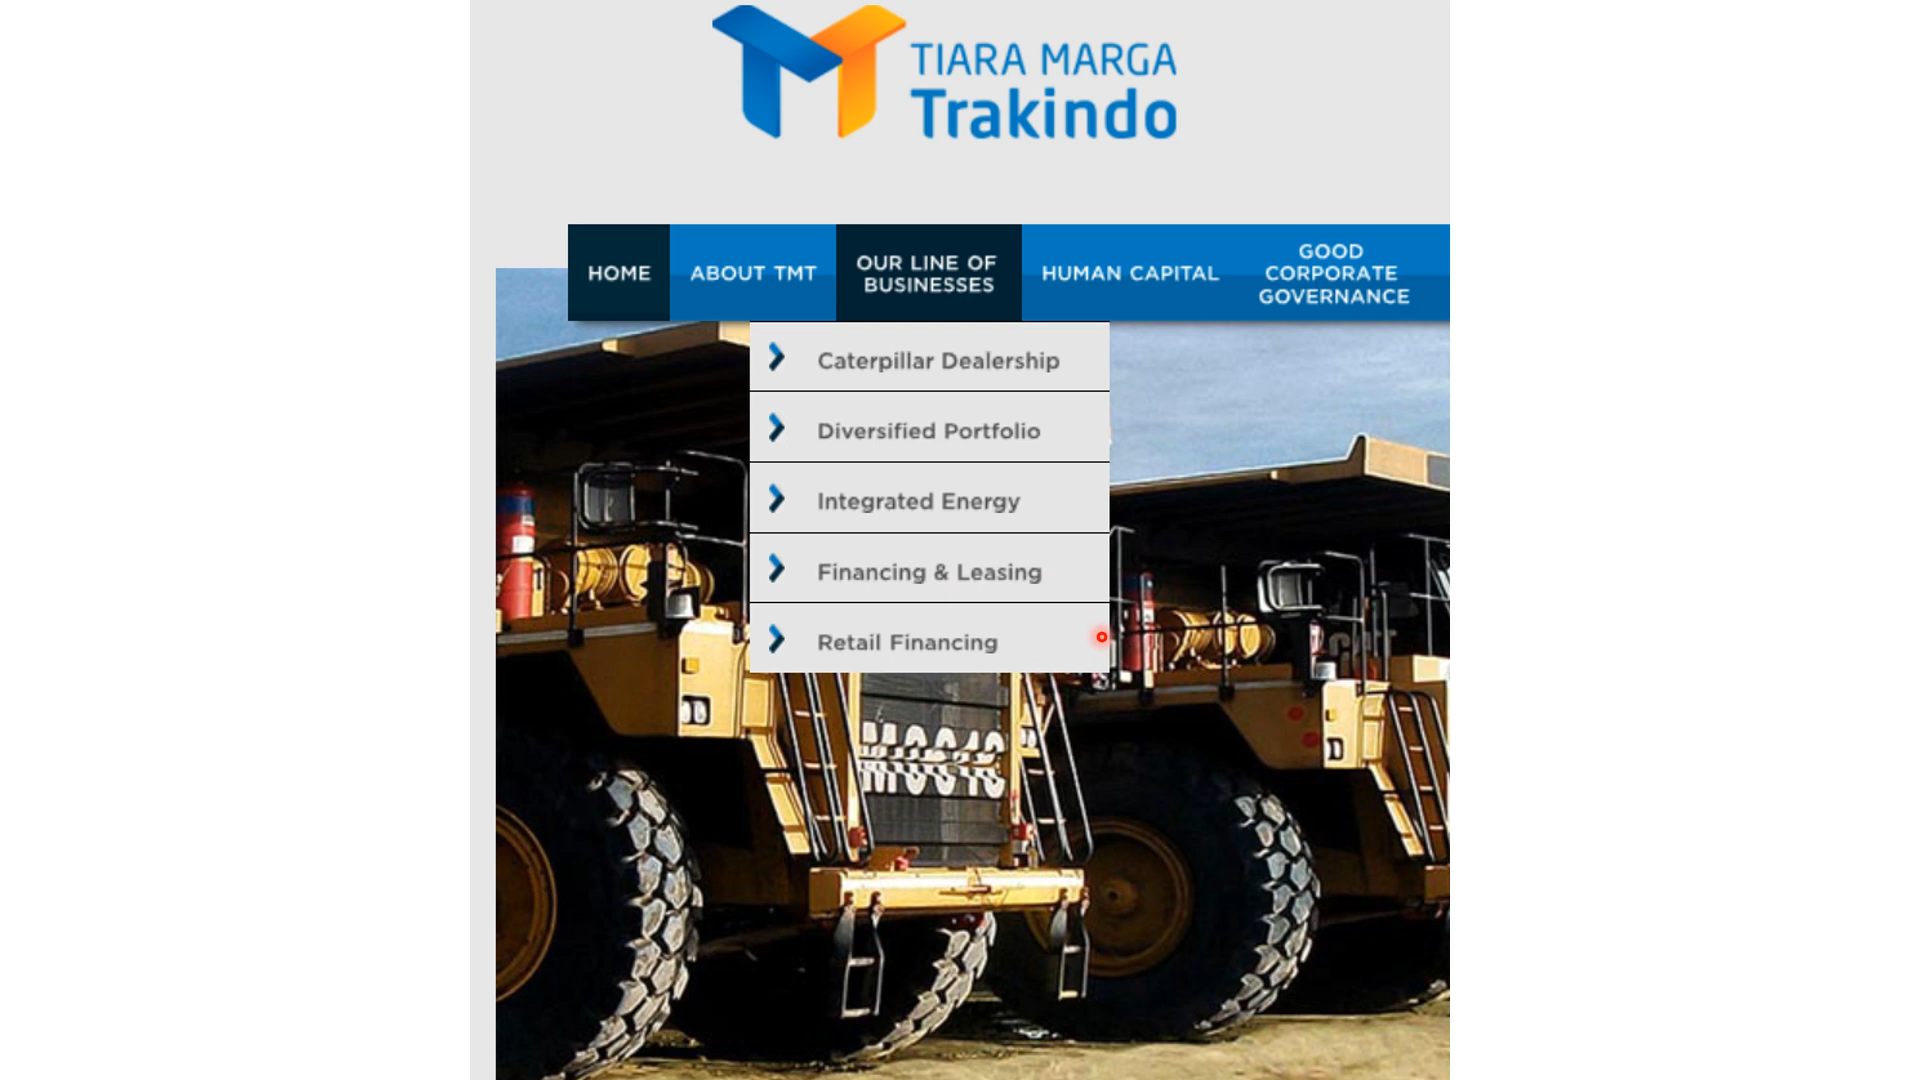 TIARA MARGA
Trakindo
HOME
ABOUT TMT
OUR LINE OF
BUSINESSES
HUMAN CAPITAL
GOOD
CORPORATE
GOVERNANCE
Caterpillar Dealership
Diversified Portfolio
Integrated Energy
Financing & Leasing
Retail Financing